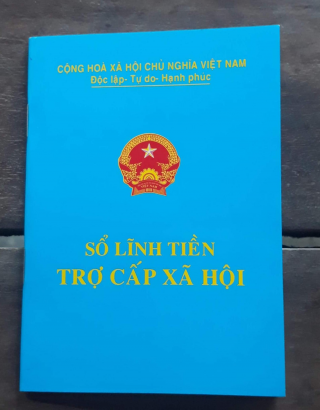 CỘNG HOÀ XÃ HỘI CHỦ NGHĨA VIỆT NAM
Độc lập- Tự do- Hạnh phúc
SỔ LĨNH TIỀN
TRỢ CẤP XÃ HỘI